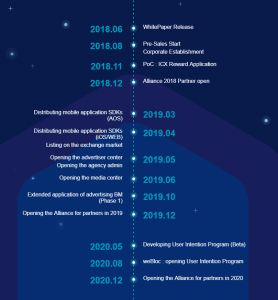 2018.06
WhitePaper Release
2018.08
Pre-Sales Start
Corporate Establishment
2018.11
PoC : ICX Reward Application
2018.12
Alliance 2018 Partner open
Distributing mobile application SDKs
(AOS)
2019.03
Distributing mobile application SDKs
(iOS/WEB)
Listing on the exchange market
2019.04
Opening the advertiser center
Opening the agency admin
2019.05
Opening the media center
2019.06
Extended application of advertising BM
(Phase 1)
2019.10
Opening the Alliance for partners in 2019
2019.12
2020.05
Developing User Intention Program (Beta)
2020.08
weBloc : opening User Intention Program
2020.12
Opening the Alliance for partners in 2020